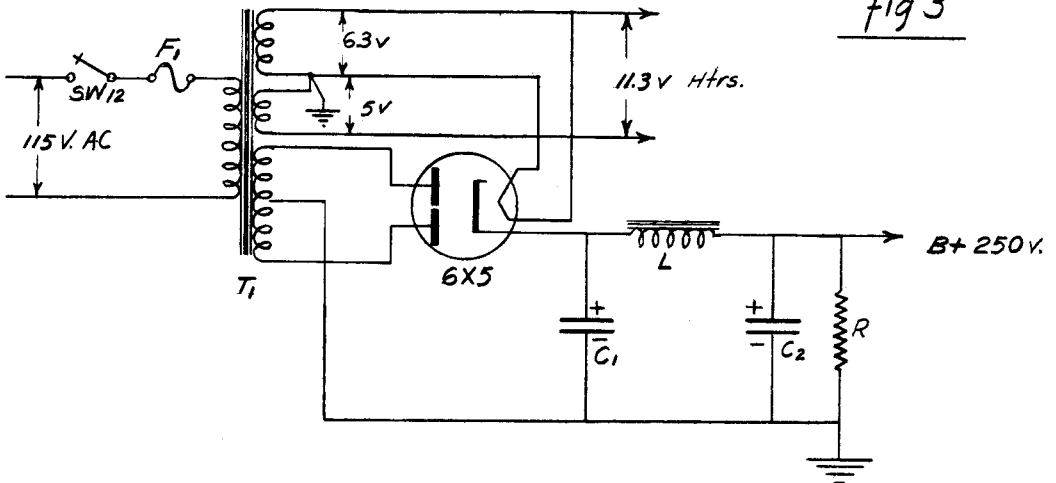 fig 3
F1
SW12
115 V. AC
6.3v
5v
11.3 v Htrs.
T1
6X5
L
B+ 250 v.
+
-
C1
+
-
C2
R